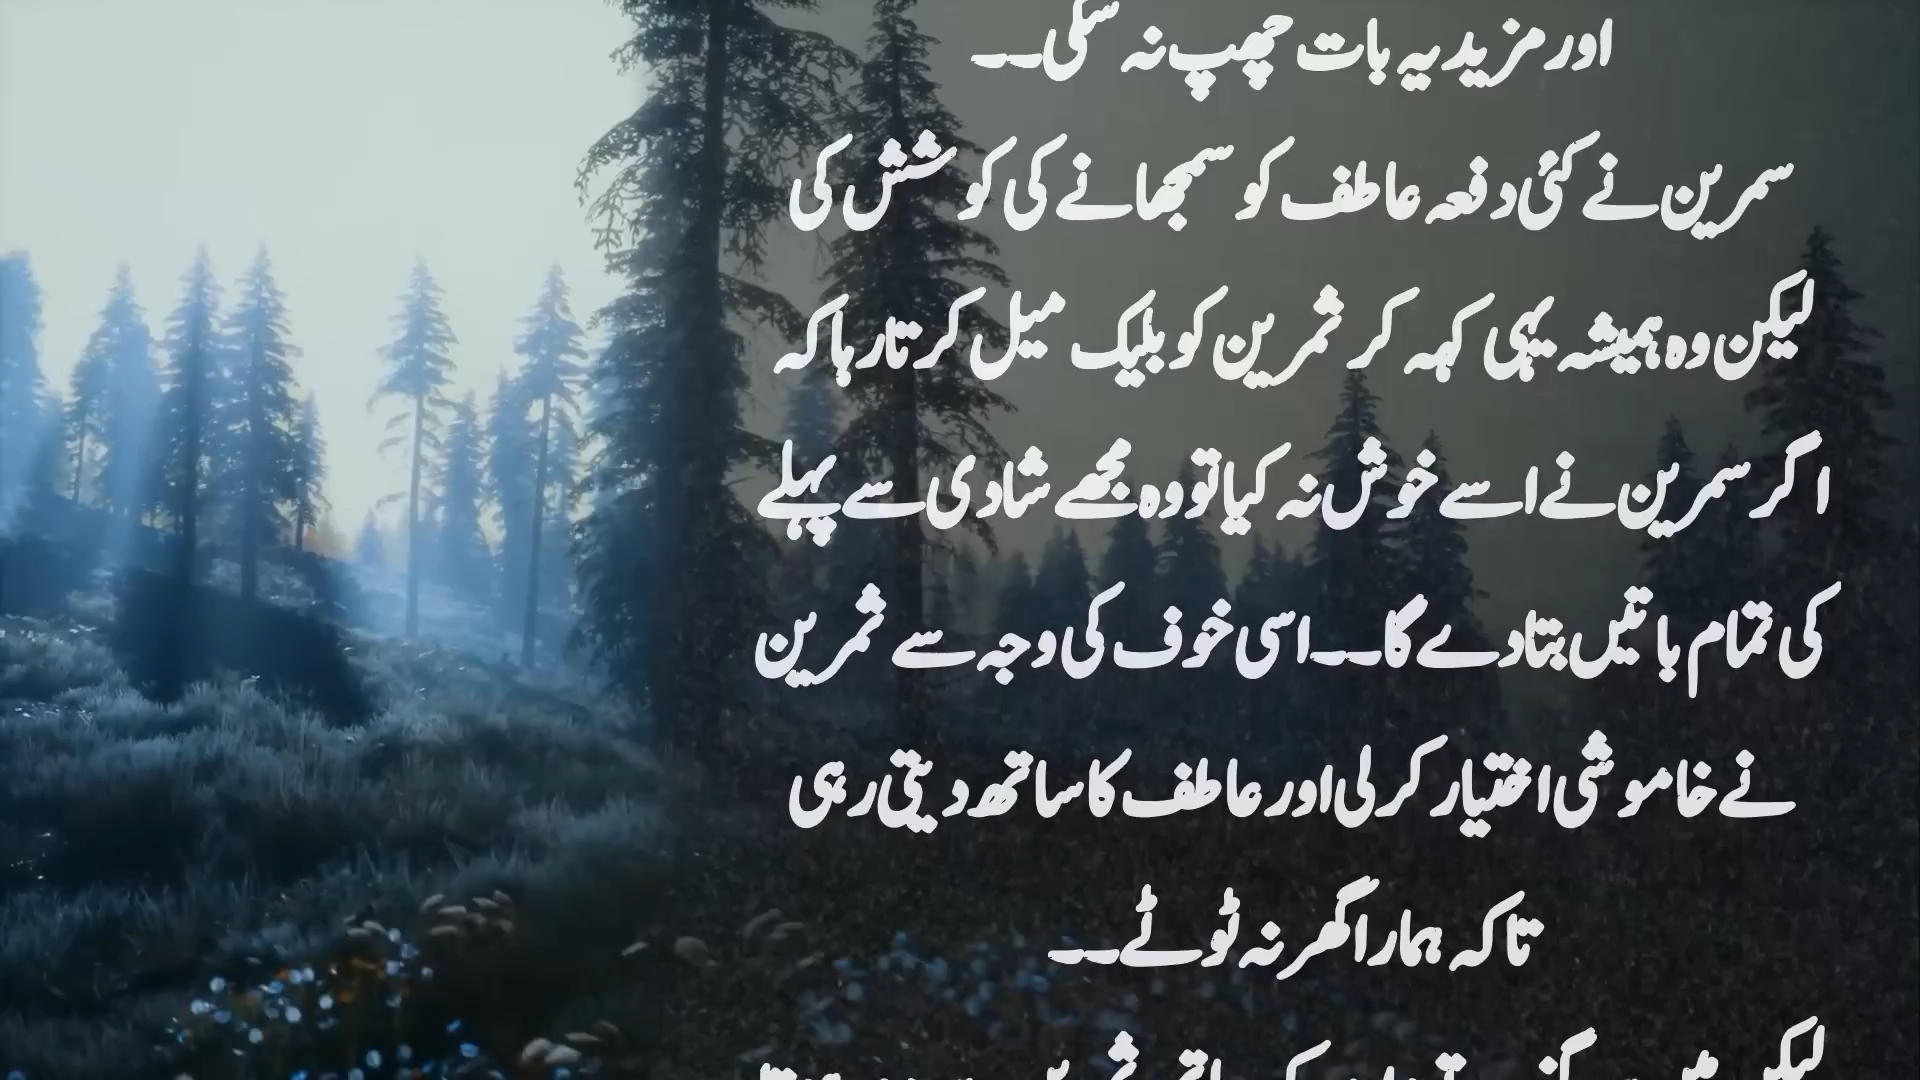 اور مزید یہ بات چھپ نہ سکی۔۔
سمرین نے کئی دفعہ عاطف کو سمجھانے کی کوشش کی
لیکن وہ ہمیشہ یہی کہہ کر ثمرین کو بلیک میل کرتا رہا کہ
اگر سمرین نے اسے خوش نہ کیا تو وہ مجھے شادی سے پہلے
کی تمام باتیں بتا دے گا۔۔اسی خوف کی وجہ سے ثمرین
نے خاموشی اختیار کر لی اور عاطف کا ساتھ دیتی رہی
تاکہ ہمارا گھر نہ ٹوٹے۔۔
لیکن میں